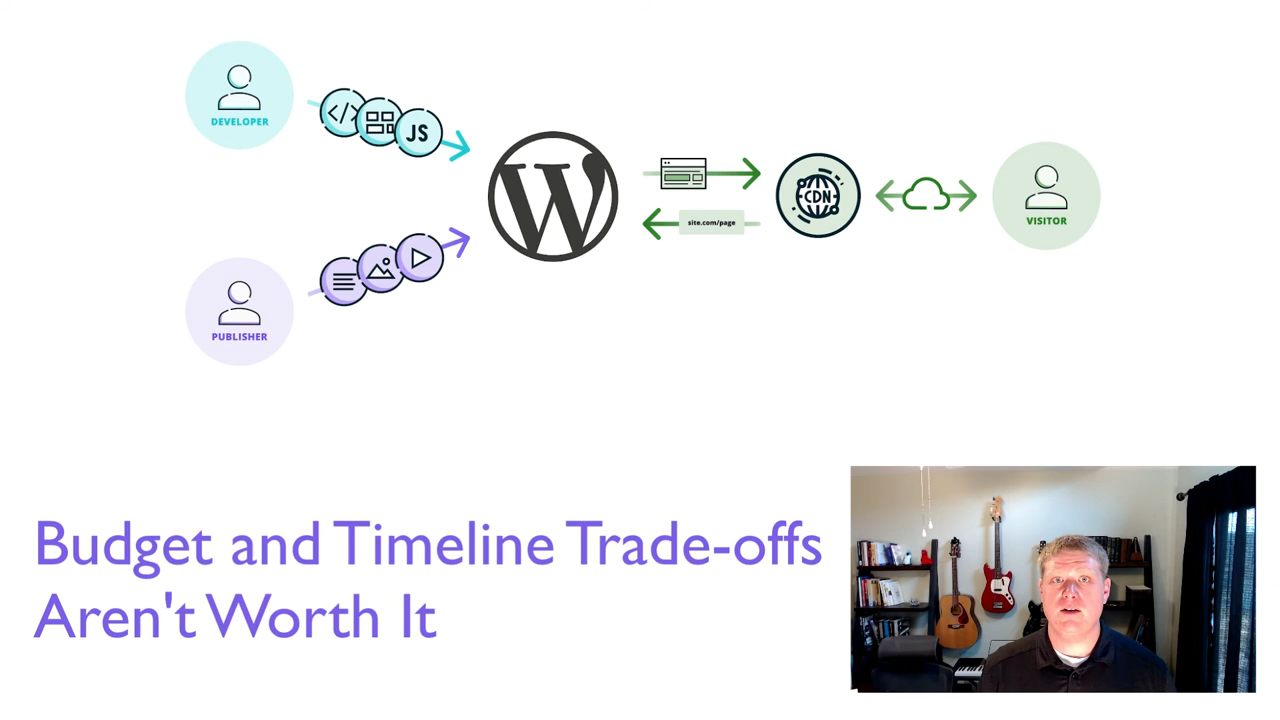 DEVELOPER
</>
JS
W
site.com/page
CDN
VISITOR
PUBLISHER
Budget and Timeline Trade-offs
Aren't Worth It